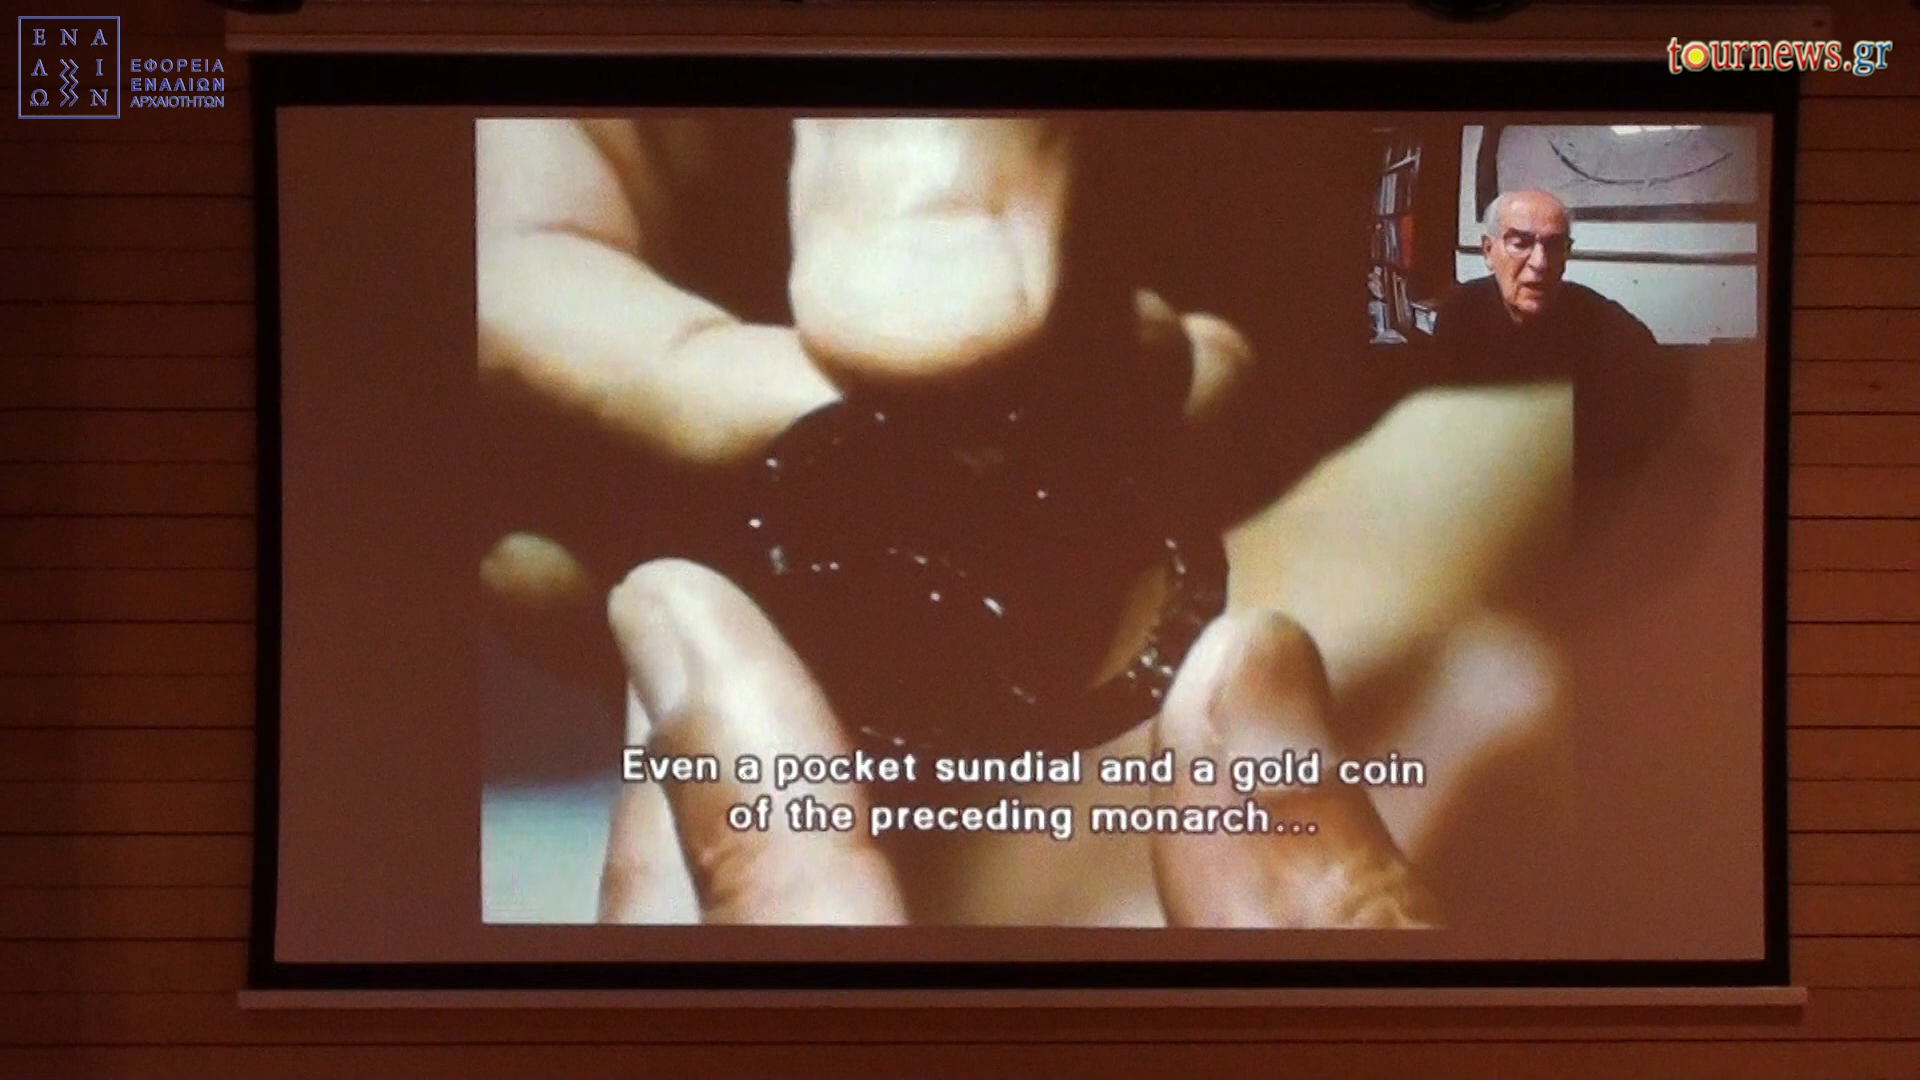 ΕΝΑ
ΛΙ
ΩΝ
ΕΦΟΡΕΙΑ
ΕΝΑΛΙΩΝ
ΑΡΧΑΙΟΤΗΤΩΝ
tournews.gr
Even a pocket sundial and a gold coin
of the preceding monarch...